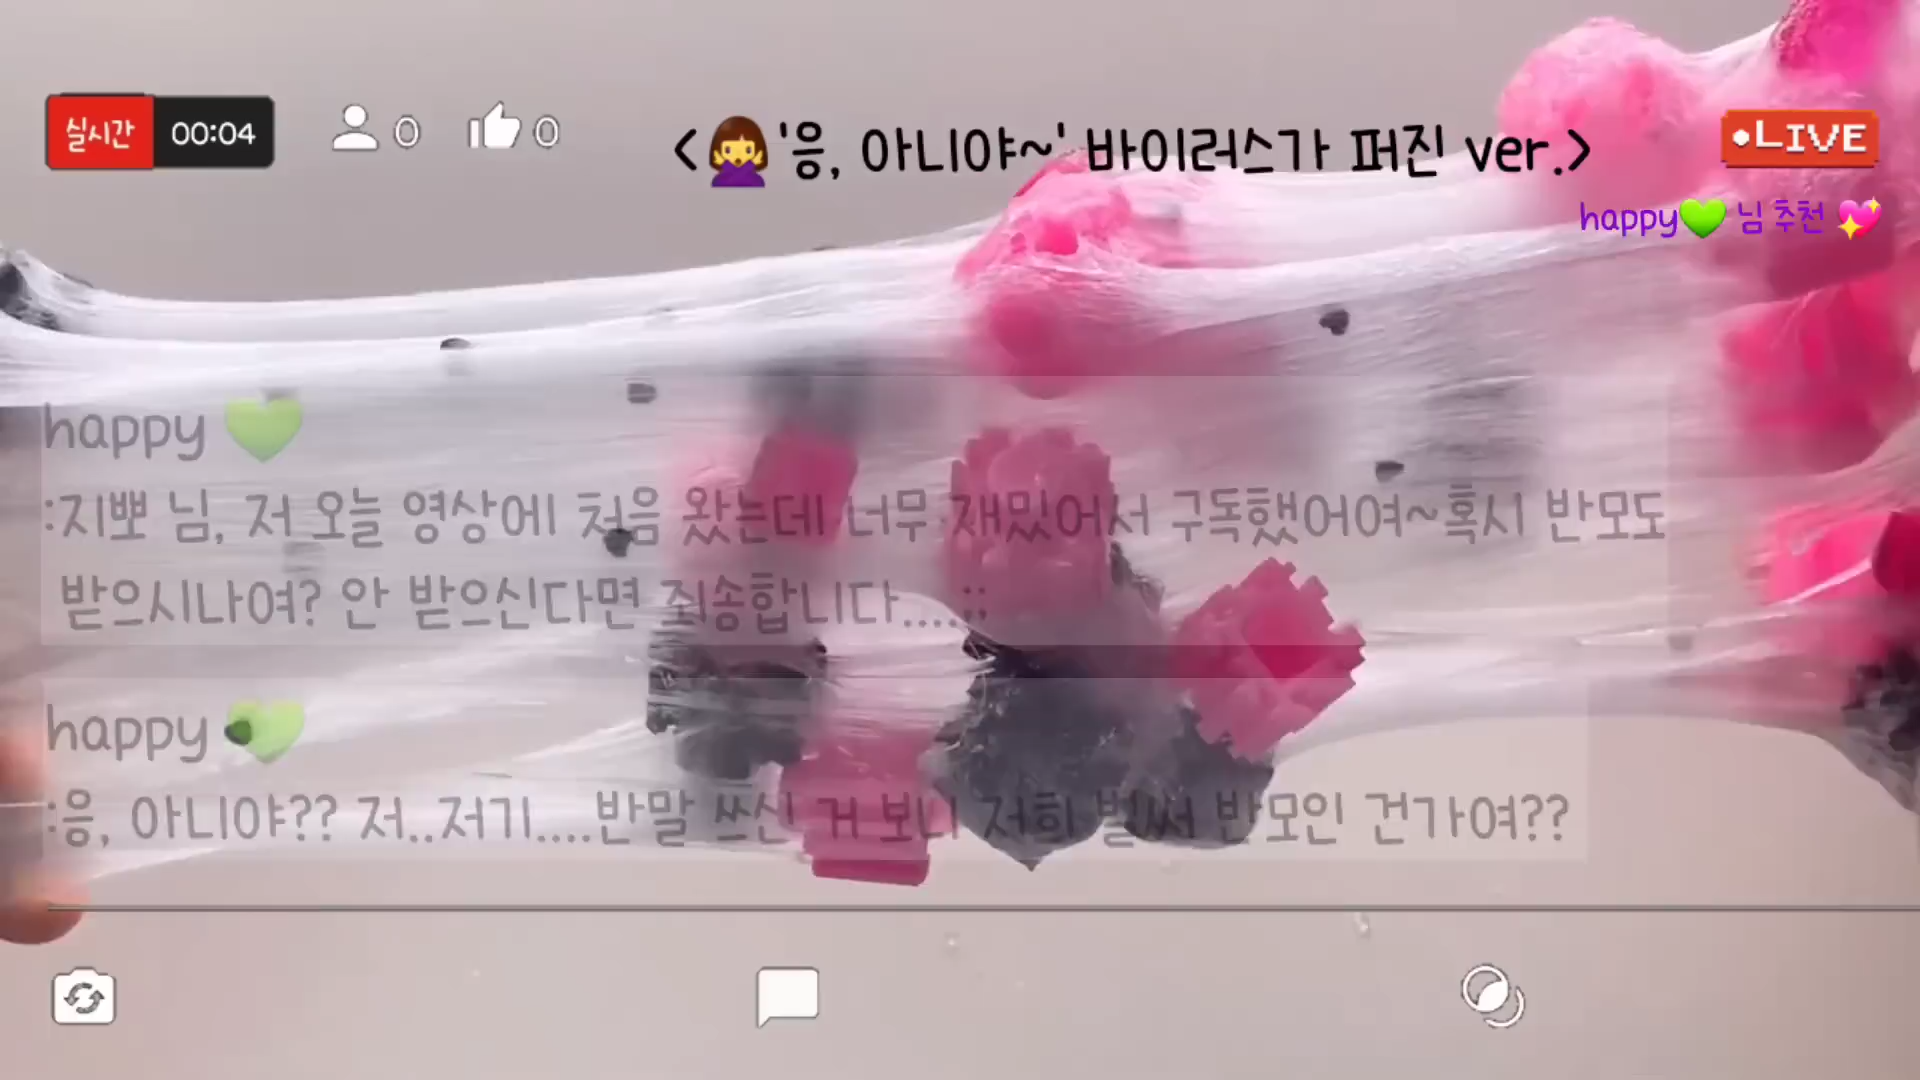 실시간 00:04 0 0
<🙅‍♀️'응, 아니야~' 바이러스가 퍼진 ver.>
•LIVE
happy💚님 추천 💖
happy 💚
:지뽀 님, 저 오늘 영상에 처음 왔는데 너무 재밌어서 구독했어여~혹시 반모도
받으시나여? 안 받으신다면 죄송합니다....;;
happy 💚
:응, 아니야?? 저..저기....반말 쓰신 거 보니 저희 벌써 반모인 건가여??